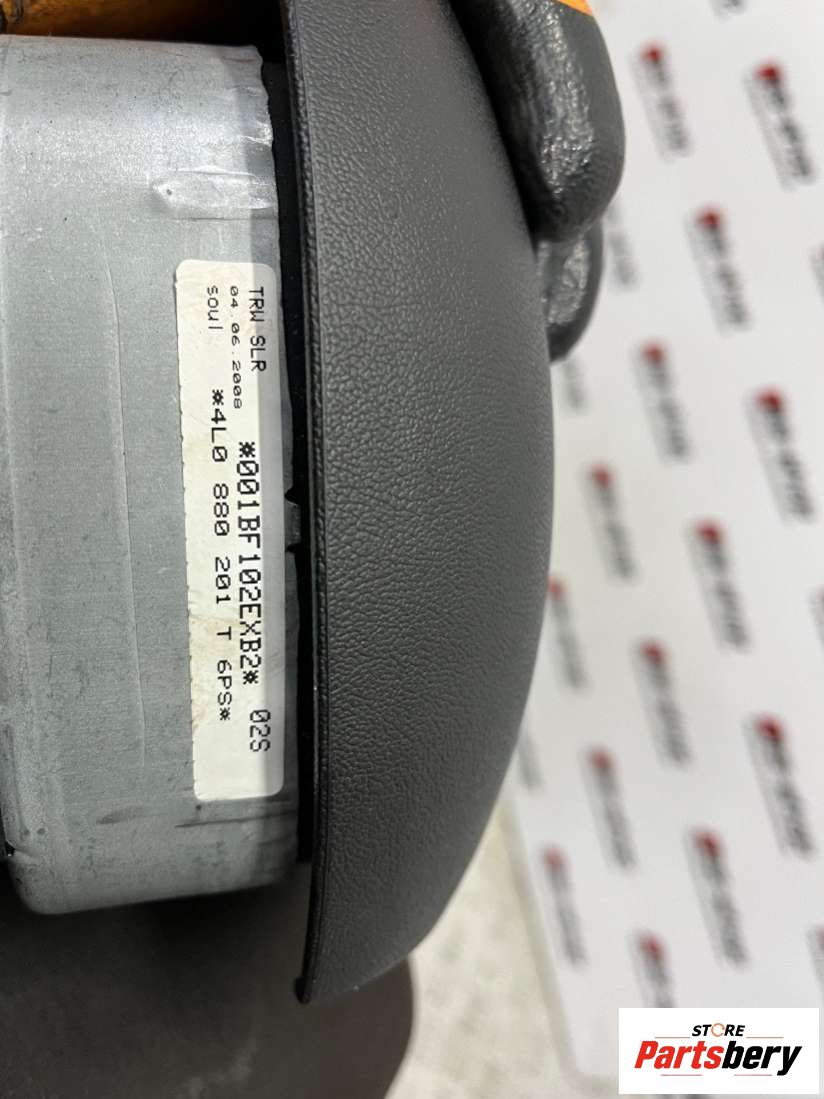 TRW SLR
04.06.2008
soul
*001BF102EXB2* 02S
*4L0 880 201 T 6PS*
STORE
Partsbery